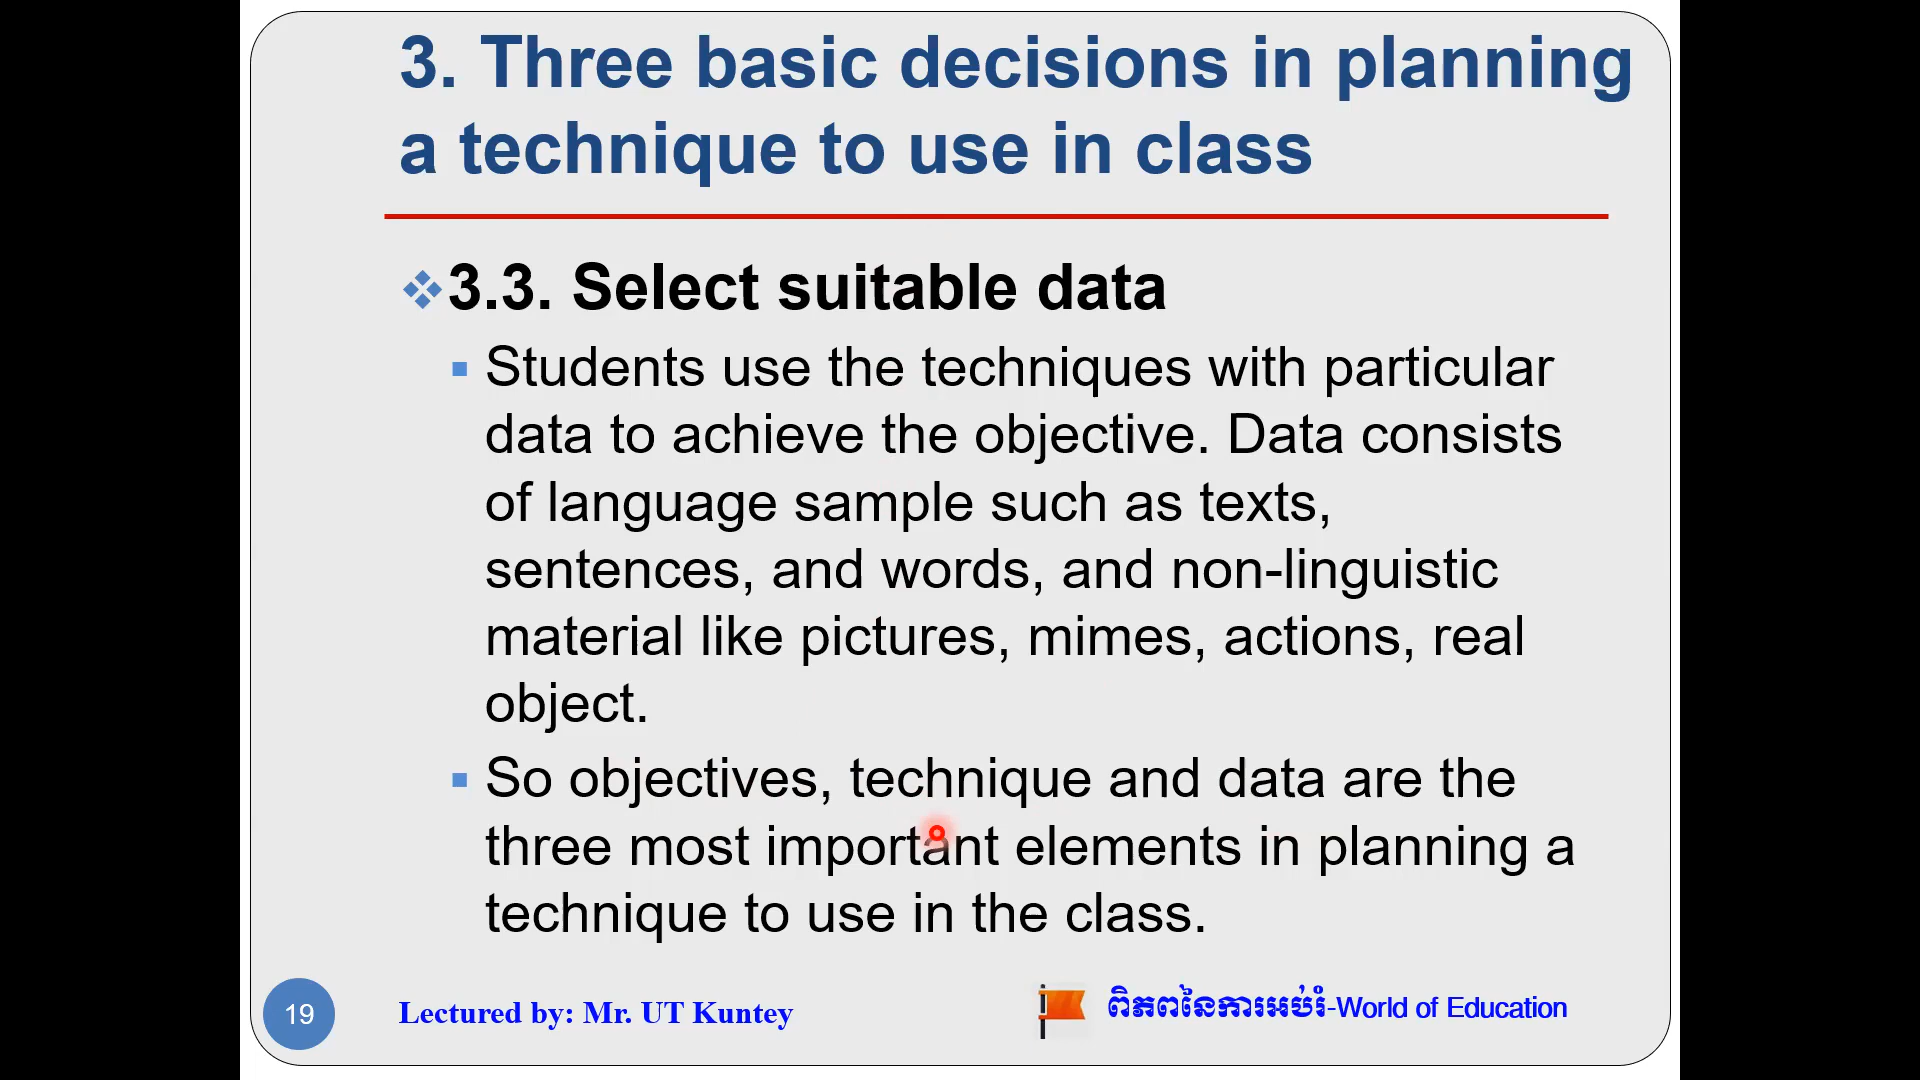 3. Three basic decisions in planning
a technique to use in class
3.3. Select suitable data
Students use the techniques with particular
data to achieve the objective. Data consists
of language sample such as texts,
sentences, and words, and non-linguistic
material like pictures, mimes, actions, real
object.
So objectives, technique and data are the
three most important elements in planning a
technique to use in the class.
19
Lectured by: Mr. UT Kuntey
ពិភពនៃការអប់រំ-World of Education